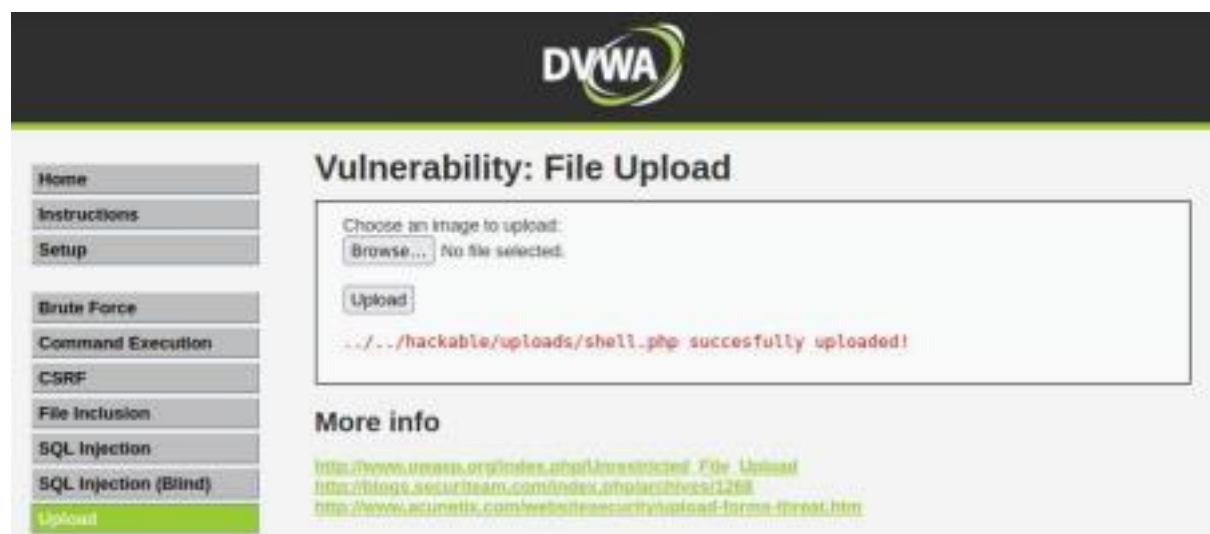 DVWA
Home
Instructions
Setup
Brute Force
Command Execution
CSRF
File Inclusion
SQL Injection
SQL Injection (Blind)
Upload
Vulnerability: File Upload
Choose an image to upload:
Browse... No file selected.
Upload
../../hackable/uploads/shell.php succesfully uploaded!
More info
http://www.owasp.org/index.php/Unrestricted_File_Upload
http://blogs.securiteam.com/index.php/archives/1268
http://www.acunetix.com/websitesecurity/upload-forms-threat.htm